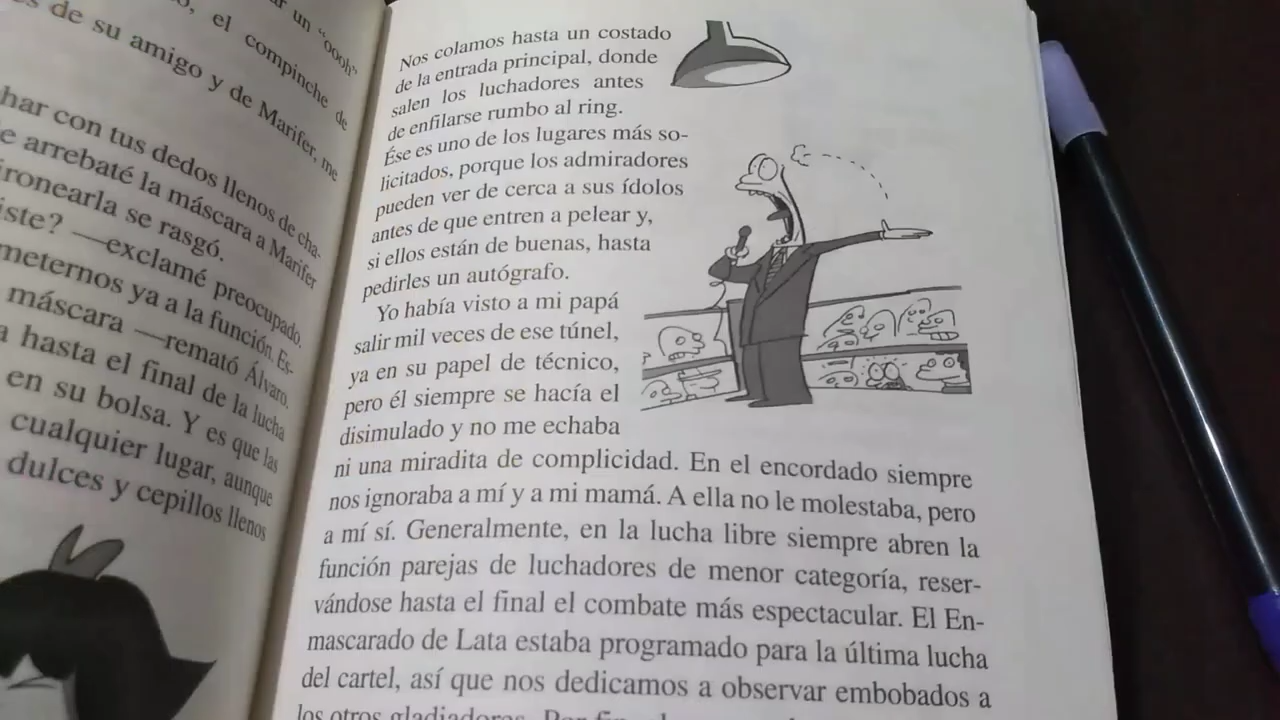 ar un “oooh”
o, el compinche de
s de su amigo y de Marifer, me
har con tus dedos llenos de cha-
e arrebaté la máscara a Marifer
ironearla se rasgó.
iste? —exclamé preocupado.
meternos ya a la función. Es-
máscara —remató Álvaro.
a hasta el final de la lucha
en su bolsa. Y es que las
cualquier lugar, aunque
dulces y cepillos llenos
Nos colamos hasta un costado
de la entrada principal, donde
salen los luchadores antes
de enfilarse rumbo al ring.
Ése es uno de los lugares más so-
licitados, porque los admiradores
pueden ver de cerca a sus ídolos
antes de que entren a pelear y,
si ellos están de buenas, hasta
pedirles un autógrafo.
Yo había visto a mi papá
salir mil veces de ese túnel,
ya en su papel de técnico,
pero él siempre se hacía el
disimulado y no me echaba
ni una miradita de complicidad. En el encordado siempre
nos ignoraba a mí y a mi mamá. A ella no le molestaba, pero
a mí sí. Generalmente, en la lucha libre siempre abren la
función parejas de luchadores de menor categoría, reser-
vándose hasta el final el combate más espectacular. El En-
mascarado de Lata estaba programado para la última lucha
del cartel, así que nos dedicamos a observar embobados a
los otros gladiadores. Por fin